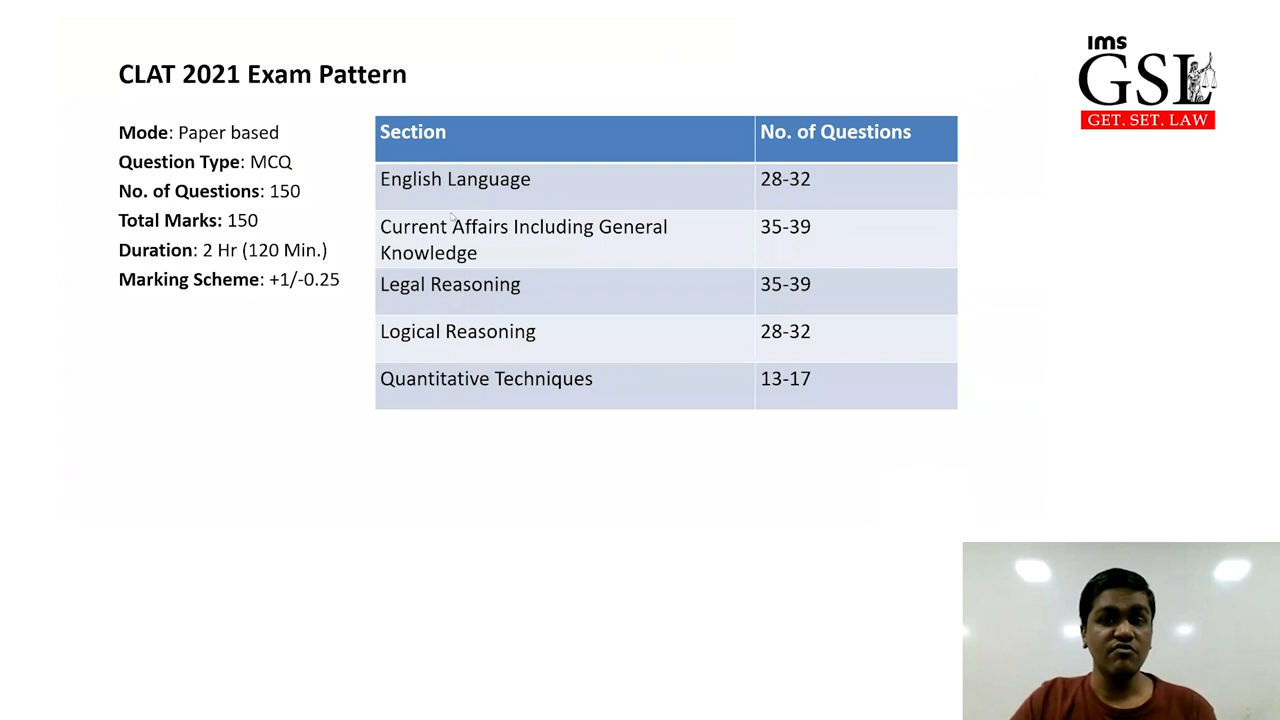 CLAT 2021 Exam Pattern
Mode: Paper based
Question Type: MCQ
No. of Questions: 150
Total Marks: 150
Duration: 2 Hr (120 Min.)
Marking Scheme: +1/-0.25
Section No. of Questions
English Language 28-32
Current Affairs Including General
Knowledge 35-39
Legal Reasoning 35-39
Logical Reasoning 28-32
Quantitative Techniques 13-17
ims
GSL
GET. SET. LAW